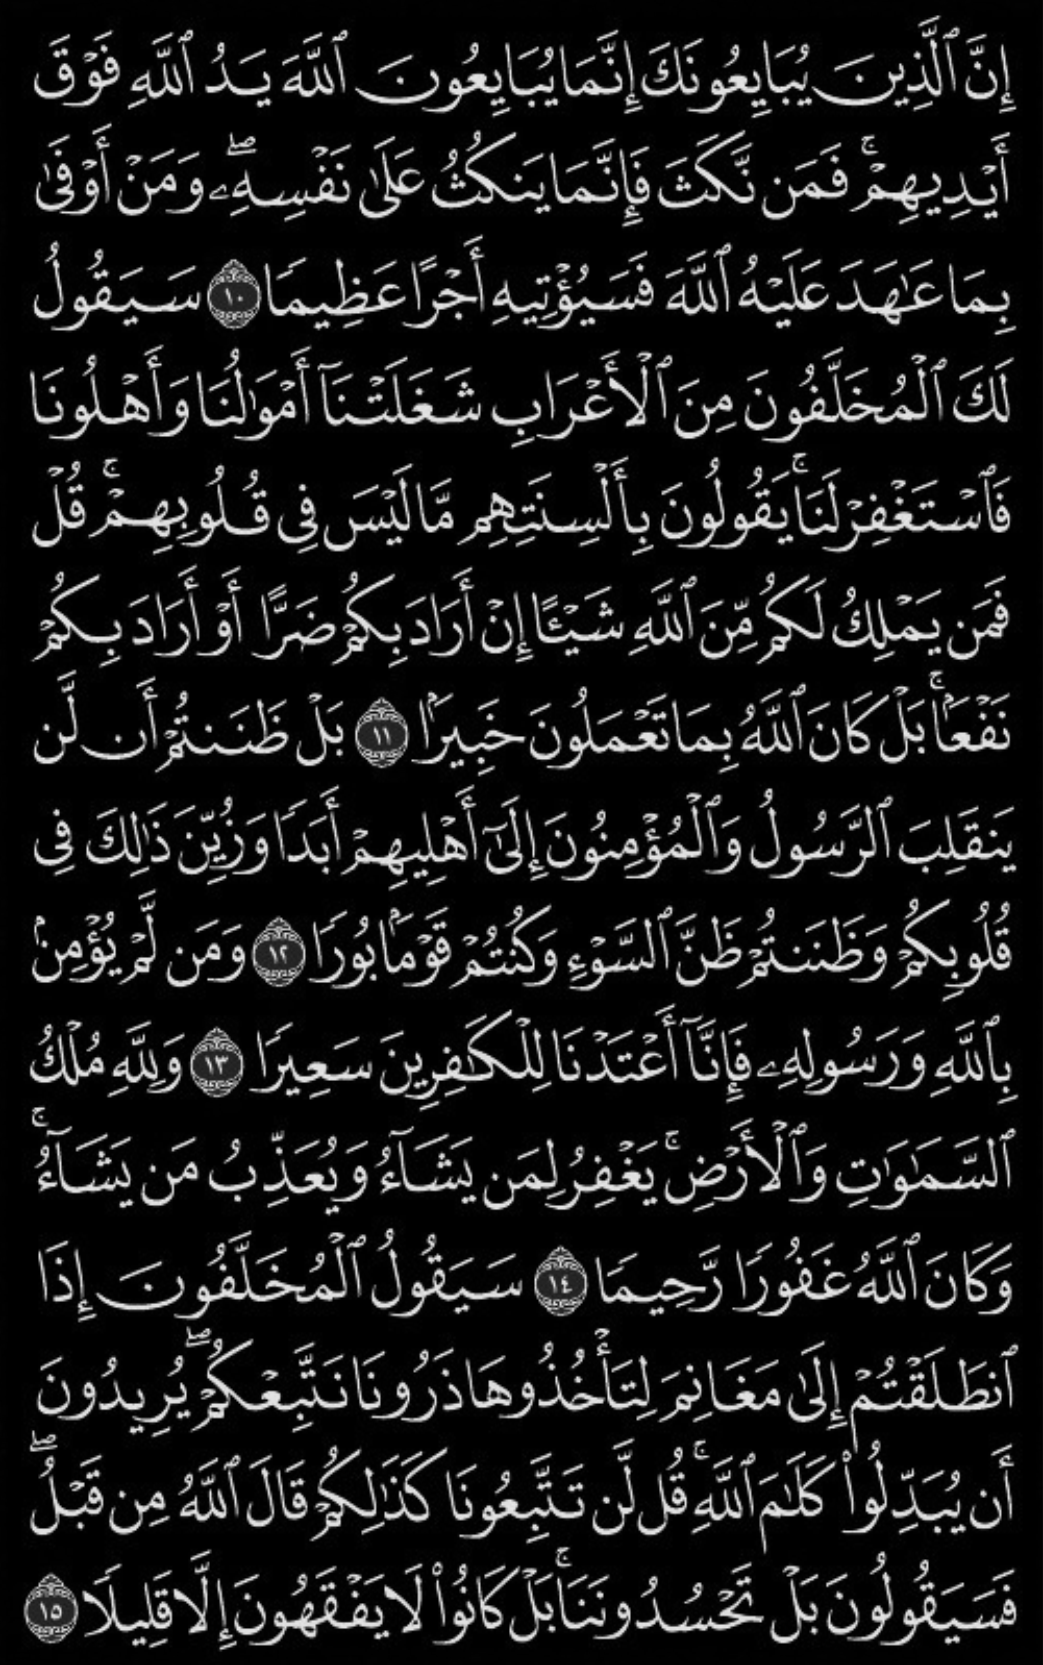 إِنَّ ٱلَّذِينَ يُبَايِعُونَكَ إِنَّمَا يُبَايِعُونَ ٱللَّهَ يَدُ ٱللَّهِ فَوْقَ
أَيْدِيهِمْ ۚ فَمَن نَّكَثَ فَإِنَّمَا يَنكُثُ عَلَىٰ نَفْسِهِۦ ۖ وَمَنْ أَوْفَىٰ
بِمَا عَـٰهَدَ عَلَيْهُ ٱللَّهَ فَسَيُؤْتِيهِ أَجْرًا عَظِيمًا ١٠ سَيَقُولُ
لَكَ ٱلْمُخَلَّفُونَ مِنَ ٱلْأَعْرَابِ شَغَلَتْنَآ أَمْوَٰلُنَا وَأَهْلُونَا
فَٱسْتَغْفِرْ لَنَا ۚ يَقُولُونَ بِأَلْسِنَتِهِم مَّا لَيْسَ فِى قُلُوبِهِمْ ۚ قُلْ
فَمَن يَمْلِكُ لَكُم مِّنَ ٱللَّهِ شَيْـًٔا إِنْ أَرَادَ بِكُمْ ضَرًّا أَوْ أَرَادَ بِكُمْ
نَفْعًۢا ۚ بَلْ كَانَ ٱللَّهُ بِمَا تَعْمَلُونَ خَبِيرًۢا ١١ بَلْ ظَنَنتُمْ أَن لَّن
يَنقَلِبَ ٱلرَّسُولُ وَٱلْمُؤْمِنُونَ إِلَىٰٓ أَهْلِيهِمْ أَبَدًا وَزُيِّنَ ذَٰلِكَ فِى
قُلُوبِكُمْ وَظَنَنتُمْ ظَنَّ ٱلسَّوْءِ وَكُنتُمْ قَوْمًۢا بُورًا ١٢ وَمَن لَّمْ يُؤْمِنۢ
بِٱللَّهِ وَرَسُولِهِۦ فَإِنَّآ أَعْتَدْنَا لِلْكَـٰفِرِينَ سَعِيرًا ١٣ وَلِلَّهِ مُلْكُ
ٱلسَّمَـٰوَٰتِ وَٱلْأَرْضِ ۚ يَغْفِرُ لِمَن يَشَآءُ وَيُعَذِّبُ مَن يَشَآءُ ۚ
وَكَانَ ٱللَّهُ غَفُورًا رَّحِيمًا ١٤ سَيَقُولُ ٱلْمُخَلَّفُونَ إِذَا
ٱنطَلَقْتُمْ إِلَىٰ مَغَانِمَ لِتَأْخُذُوهَا ذَرُونَا نَتَّبِعْكُمْ ۖ يُرِيدُونَ
أَن يُبَدِّلُوا۟ كَلَـٰمَ ٱللَّهِ ۚ قُل لَّن تَتَّبِعُونَا كَذَٰلِكُمْ قَالَ ٱللَّهُ مِن قَبْلُ ۖ
فَسَيَقُولُونَ بَلْ تَحْسُدُونَنَا ۚ بَلْ كَانُوا۟ لَا يَفْقَهُونَ إِلَّا قَلِيلًا ١٥